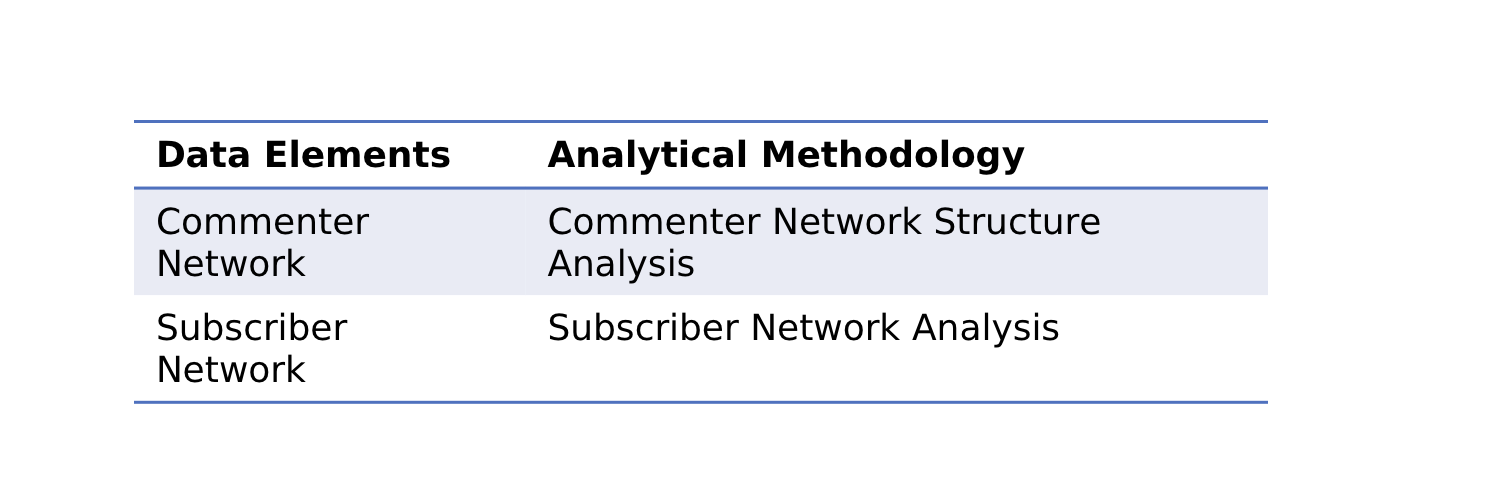 Data Elements Analytical Methodology
Commenter Network Commenter Network Structure Analysis
Subscriber Network Subscriber Network Analysis